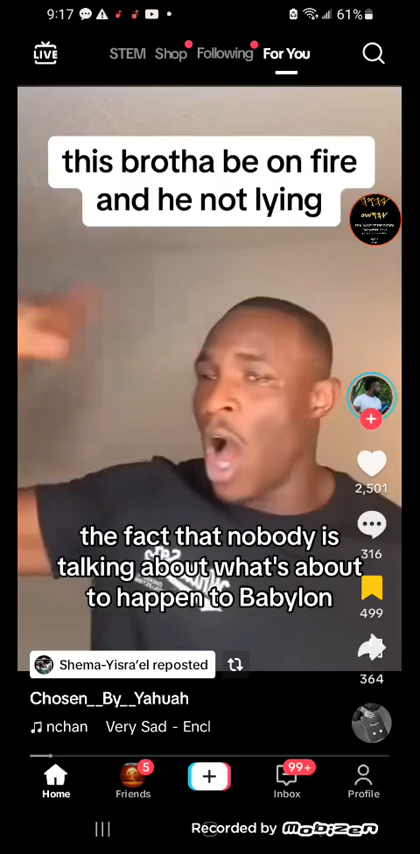 9:17
61%
LIVE
STEM Shop Following For You
this brotha be on fire
and he not lying
2,501
the fact that nobody is
talking about what's about
to happen to Babylon
316
499
364
Shema-Yisra’el reposted
Chosen__By__Yahuah
nchan Very Sad - Encl
5
99+
Home Friends Inbox Profile
Recorded by mobizen